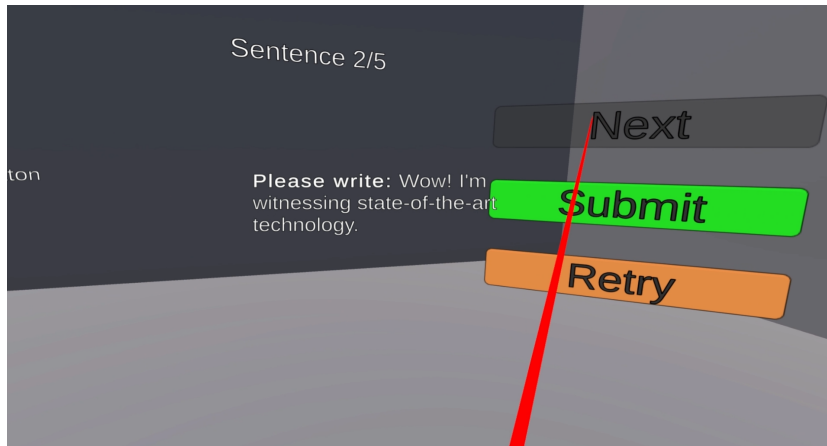 Sentence 2/5
Next
ton
Please write: Wow! I'm
witnessing state-of-the-art
technology.
Submit
Retry